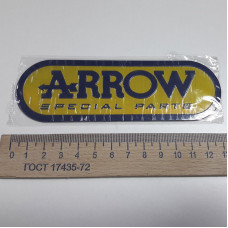 ARROW
SPECIAL PARTS
0 1 2 3 4 5 6 7 8 9 10 11 12 13
ГОСТ 17435-72